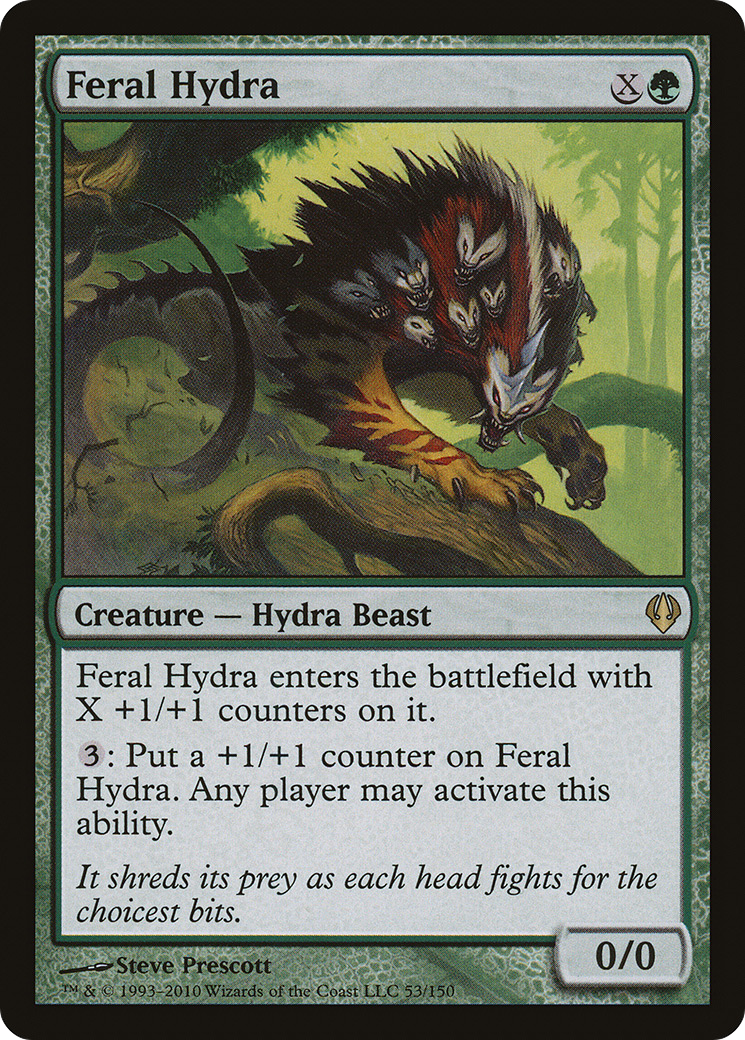 Feral Hydra X
Creature — Hydra Beast
Feral Hydra enters the battlefield with
X +1/+1 counters on it.
3: Put a +1/+1 counter on Feral
Hydra. Any player may activate this
ability.
It shreds its prey as each head fights for the
choicest bits.
0/0
Steve Prescott
™ & © 1993–2010 Wizards of the Coast LLC 53/150